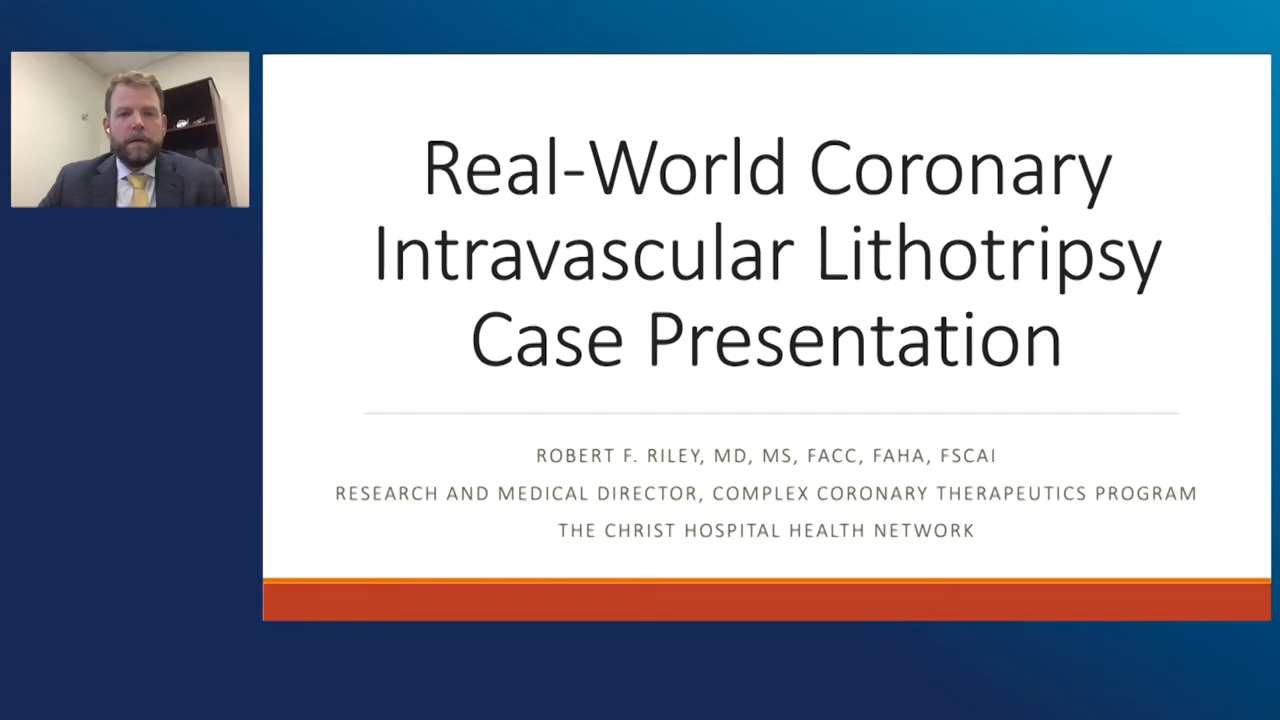 Real-World Coronary
Intravascular Lithotripsy
Case Presentation
ROBERT F. RILEY, MD, MS, FACC, FAHA, FSCAI
RESEARCH AND MEDICAL DIRECTOR, COMPLEX CORONARY THERAPEUTICS PROGRAM
THE CHRIST HOSPITAL HEALTH NETWORK